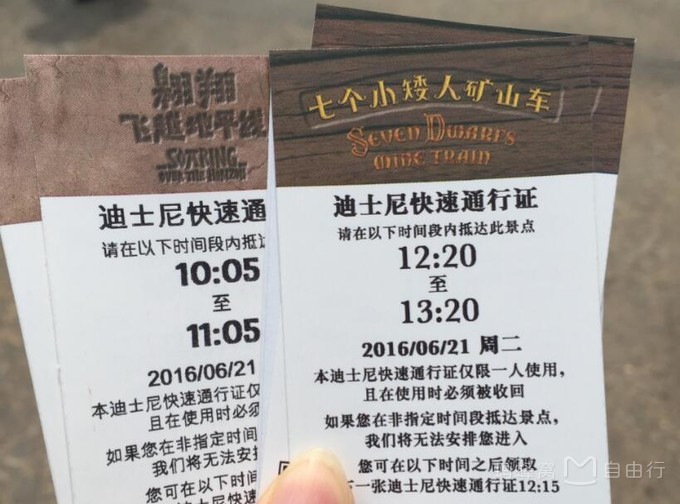 翱翔
飞越地平线
SOARING
OVER THE HORIZON
迪士尼快速通
请在以下时间段内抵达
10:05
至
11:05
2016/06/21
本迪士尼快速通行证仅
且在使用时必须
如果您在非指定时间
我们将无法安排
您可在以下时间
一张迪士尼快速
七个小矮人矿山车
SEVEN DWARFS
MINE TRAIN
迪士尼快速通行证
请在以下时间段内抵达此景点
12:20
至
13:20
2016/06/21 周二
本迪士尼快速通行证仅限一人使用，
且在使用时必须被收回
如果您在非指定时间段抵达景点，
我们将无法安排您进入
您可在以下时间之后领取
下一张迪士尼快速通行证12:15
自由行